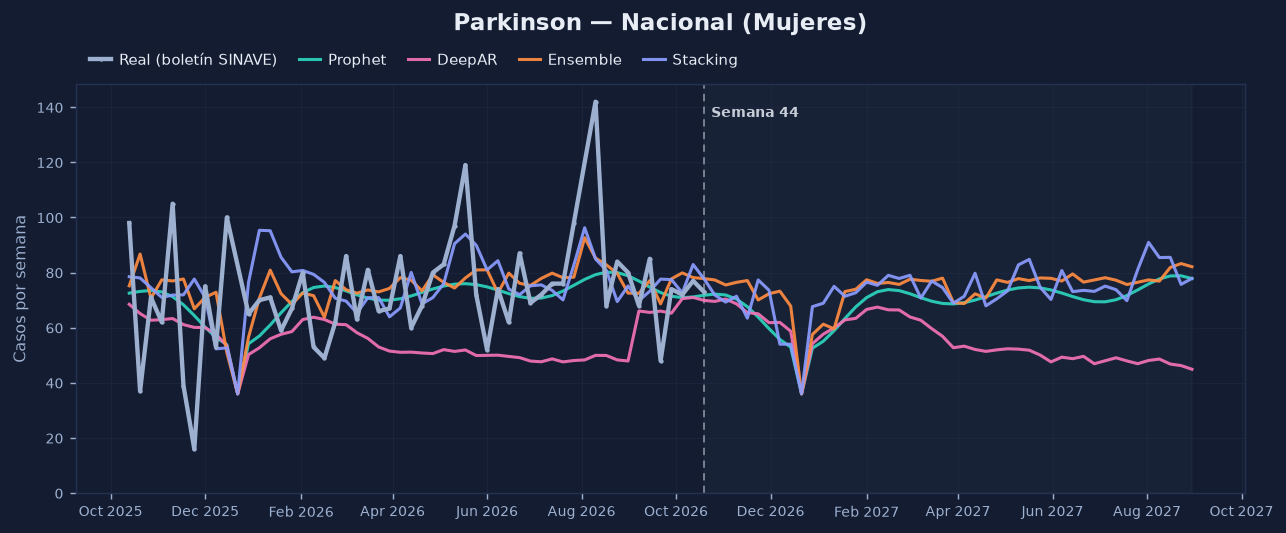 Parkinson — Nacional (Mujeres)
Real (boletín SINAVE) Prophet DeepAR Ensemble Stacking
Casos por semana
140
120
100
80
60
40
20
0
Semana 44
Oct 2025 Dec 2025 Feb 2026 Apr 2026 Jun 2026 Aug 2026 Oct 2026 Dec 2026 Feb 2027 Apr 2027 Jun 2027 Aug 2027 Oct 2027